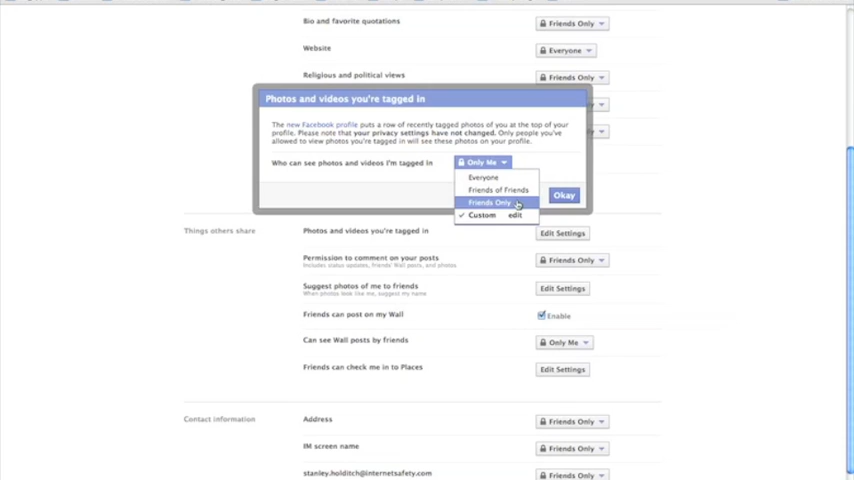 Bio and favorite quotations
Friends Only
Website
Everyone
Religious and political views
Friends Only
Photos and videos you're tagged in
The new Facebook profile puts a row of recently tagged photos of you at the top of your
profile. Please note that your privacy settings have not changed. Only people you've
allowed to view photos you're tagged in will see these photos on your profile.
Who can see photos and videos I'm tagged in
Only Me
Everyone
Friends of Friends
Friends Only
Custom edit
Okay
Things others share
Photos and videos you're tagged in
Edit Settings
Permission to comment on your posts
Includes status updates, friends' Wall posts, and photos
Friends Only
Suggest photos of me to friends
When photos look like me, suggest my name
Edit Settings
Friends can post on my Wall
Enable
Can see Wall posts by friends
Only Me
Friends can check me in to Places
Edit Settings
Contact information
Address
Friends Only
IM screen name
Friends Only
stanley.holditch@internetsafety.com
Friends Only